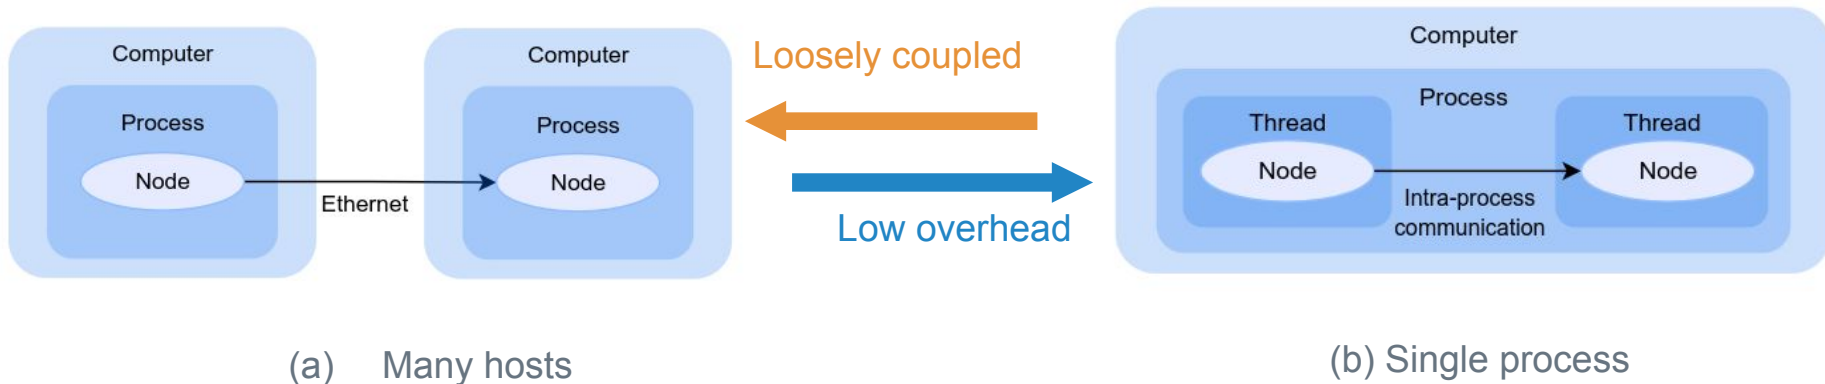 Computer
Process
Node
Ethernet
Computer
Process
Node
Loosely coupled
Low overhead
Computer
Process
Thread
Node
Intra-process
communication
Thread
Node
(a) Many hosts
(b) Single process